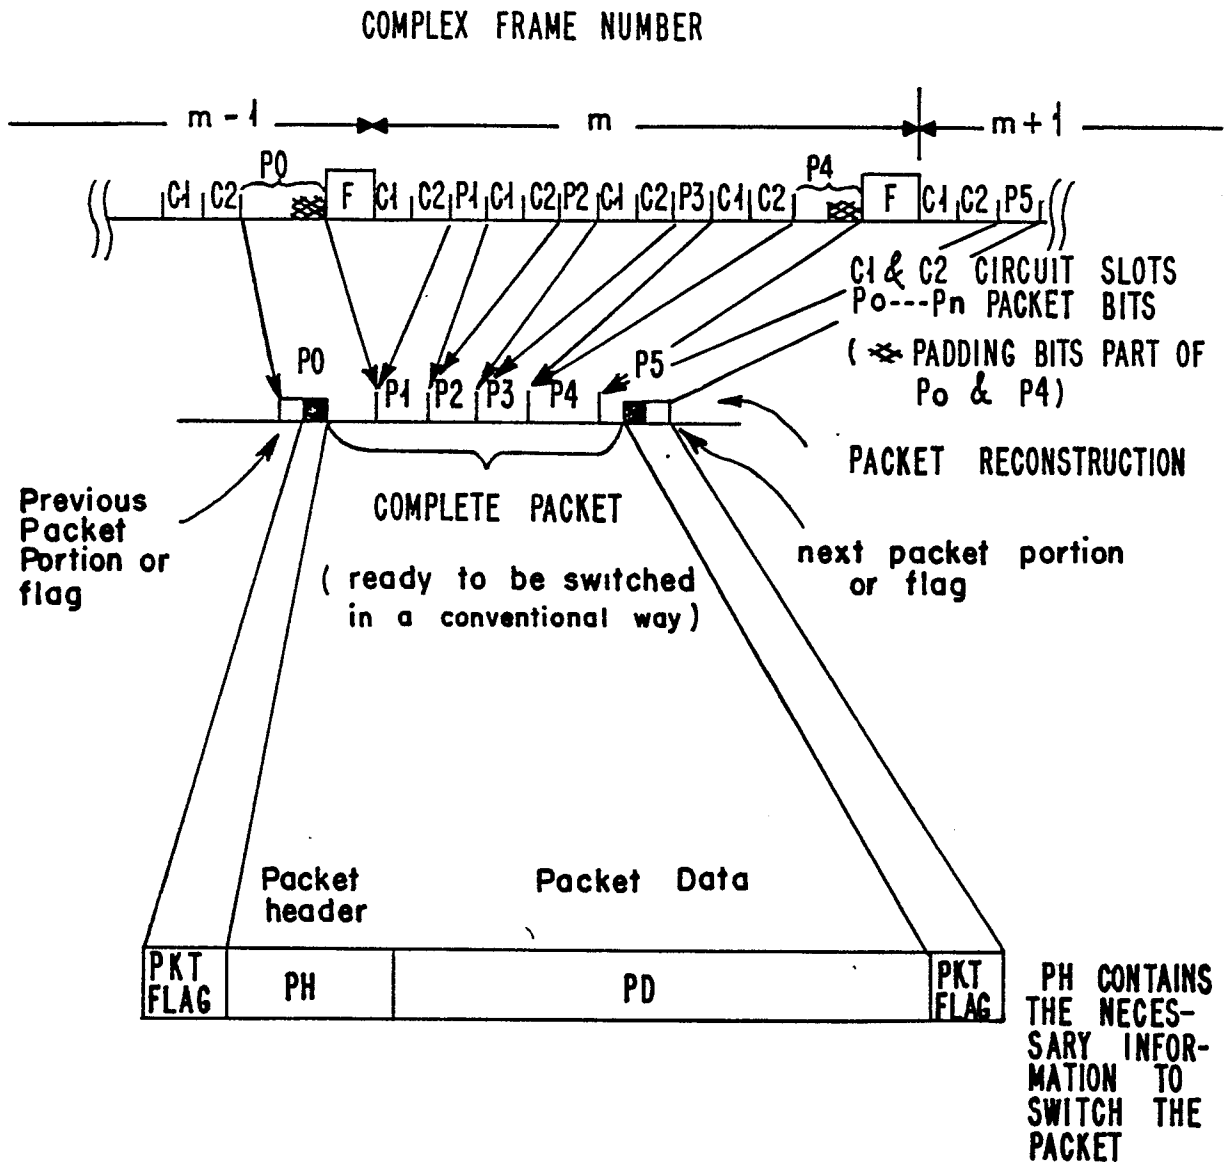 COMPLEX FRAME NUMBER
m - 1
m
m + 1
P0
P4
C1 C2 F C1 C2 P1 C1 C2 P2 C1 C2 P3 C1 C2 F C1 C2 P5
C1 & C2 CIRCUIT SLOTS
Po---Pn PACKET BITS
( PADDING BITS PART OF
Po & P4)
P0
P1 P2 P3 P4
P5
PACKET RECONSTRUCTION
Previous
Packet
Portion or
flag
COMPLETE PACKET
( ready to be switched
in a conventional way )
next packet portion
or flag
Packet
header
Packet Data
PKT
FLAG
PH
PD
PKT
FLAG
PH CONTAINS
THE NECES-
SARY INFOR-
MATION TO
SWITCH THE
PACKET